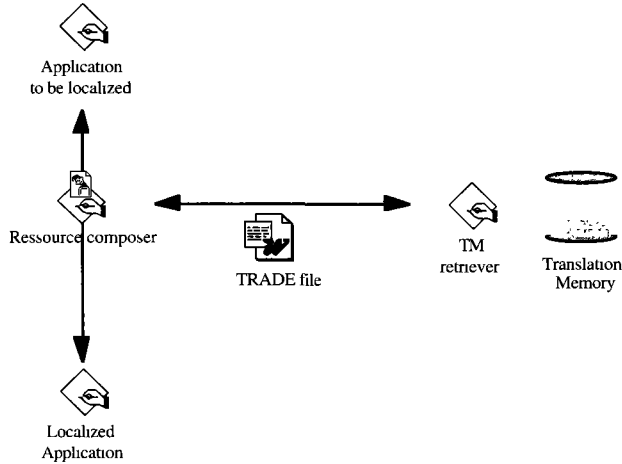 Application
to be localized
Ressource composer
TRADE file
TM
retriever
Translation
Memory
Localized
Application